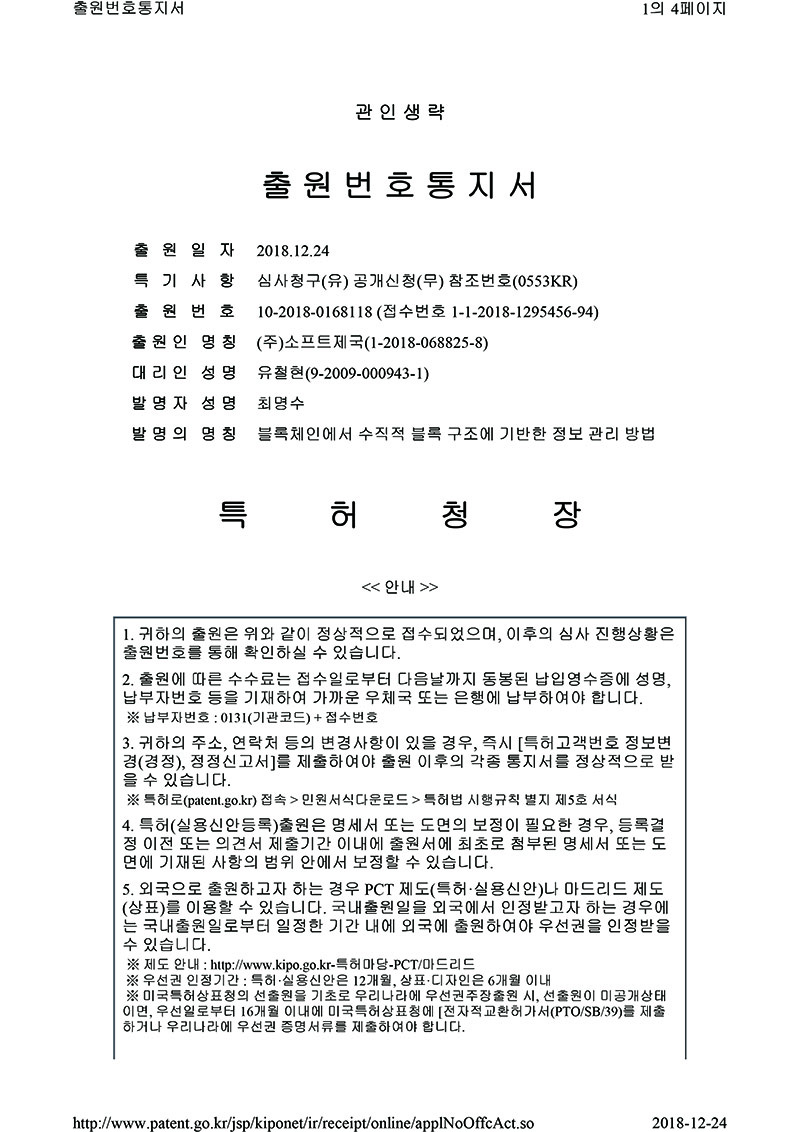 출원번호통지서 1의 4페이지
관 인 생 략
출 원 번 호 통 지 서
출 원 일 자 2018.12.24
특 기 사 항 심사청구(유) 공개신청(무) 참조번호(0553KR)
출 원 번 호 10-2018-0168118 (접수번호 1-1-2018-1295456-94)
출원인 명칭 (주)소프트제국(1-2018-068825-8)
대리인 성명 유철현(9-2009-000943-1)
발명자 성명 최명수
발명의 명칭 블록체인에서 수직적 블록 구조에 기반한 정보 관리 방법
특 허 청 장
<< 안내 >>
1. 귀하의 출원은 위와 같이 정상적으로 접수되었으며, 이후의 심사 진행상황은
출원번호를 통해 확인하실 수 있습니다.
2. 출원에 따른 수수료는 접수일로부터 다음날까지 동봉된 납입영수증에 성명,
납부자번호 등을 기재하여 가까운 우체국 또는 은행에 납부하여야 합니다.
※ 납부자번호 : 0131(기관코드) + 접수번호
3. 귀하의 주소, 연락처 등의 변경사항이 있을 경우, 즉시 [특허고객번호 정보변
경(경정), 정정신고서]를 제출하여야 출원 이후의 각종 통지서를 정상적으로 받
을 수 있습니다.
※ 특허로(patent.go.kr) 접속 > 민원서식다운로드 > 특허법 시행규칙 별지 제5호 서식
4. 특허(실용신안등록)출원은 명세서 또는 도면의 보정이 필요한 경우, 등록결
정 이전 또는 의견서 제출기간 이내에 출원서에 최초로 첨부된 명세서 또는 도
면에 기재된 사항의 범위 안에서 보정할 수 있습니다.
5. 외국으로 출원하고자 하는 경우 PCT 제도(특허·실용신안)나 마드리드 제도
(상표)를 이용할 수 있습니다. 국내출원일을 외국에서 인정받고자 하는 경우에
는 국내출원일로부터 일정한 기간 내에 외국에 출원하여야 우선권을 인정받을
수 있습니다.
※ 제도 안내 : http://www.kipo.go.kr-특허마당-PCT/마드리드
※ 우선권 인정기간 : 특허·실용신안은 12개월, 상표·디자인은 6개월 이내
※ 미국특허상표청의 선출원을 기초로 우리나라에 우선권주장출원 시, 선출원이 미공개상태
이면, 우선일로부터 16개월 이내에 미국특허상표청에 [전자적교환허가서(PTO/SB/39)를 제출
하거나 우리나라에 우선권 증명서류를 제출하여야 합니다.
http://www.patent.go.kr/jsp/kiponet/ir/receipt/online/applNoOffcAct.so 2018-12-24